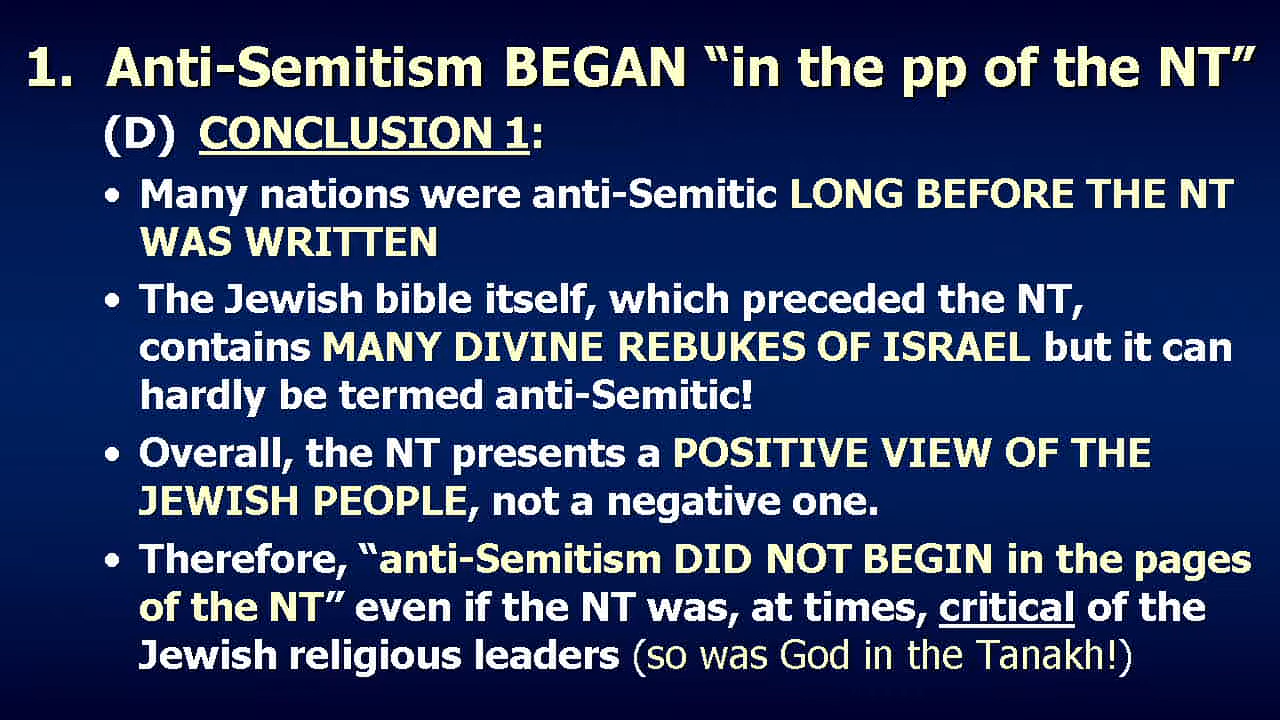 1. Anti-Semitism BEGAN “in the pp of the NT”
(D) CONCLUSION 1:
• Many nations were anti-Semitic LONG BEFORE THE NT
WAS WRITTEN
• The Jewish bible itself, which preceded the NT,
contains MANY DIVINE REBUKES OF ISRAEL but it can
hardly be termed anti-Semitic!
• Overall, the NT presents a POSITIVE VIEW OF THE
JEWISH PEOPLE, not a negative one.
• Therefore, “anti-Semitism DID NOT BEGIN in the pages
of the NT” even if the NT was, at times, critical of the
Jewish religious leaders (so was God in the Tanakh!)